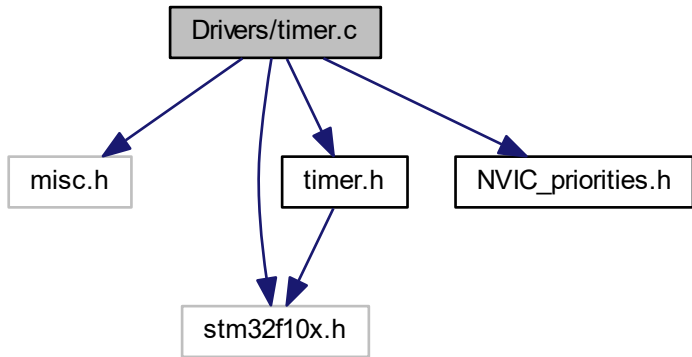 Drivers/timer.c
misc.h
timer.h
NVIC_priorities.h
stm32f10x.h